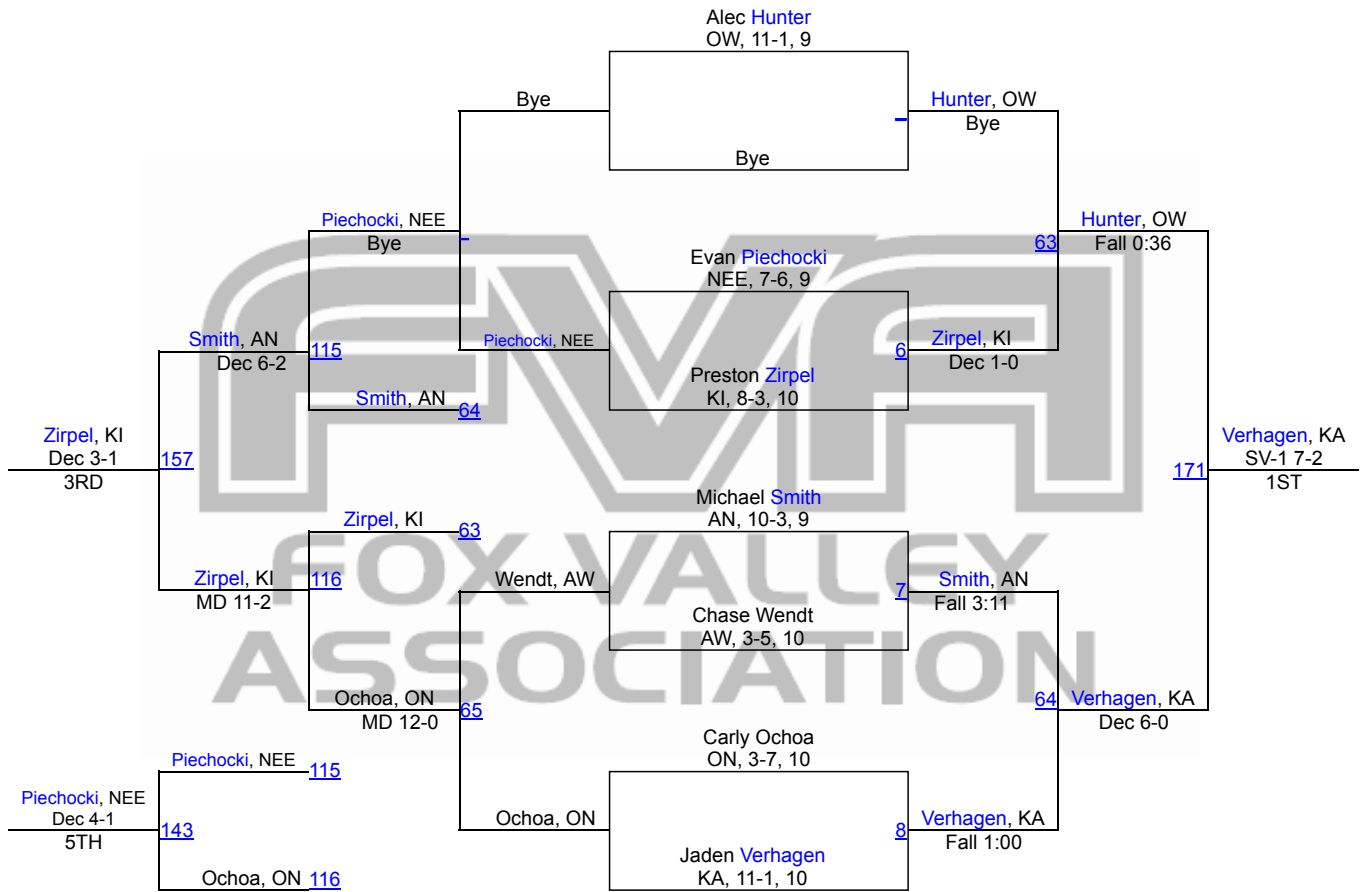 Alec Hunter
OW, 11-1, 9
Bye
Hunter, OW
Bye
Bye
Piechocki, NEE
Bye
Hunter, OW
63
Fall 0:36
Evan Piechocki
NEE, 7-6, 9
Smith, AN
Dec 6-2
115
Piechocki, NEE
6
Zirpel, KI
Dec 1-0
Preston Zirpel
KI, 8-3, 10
Smith, AN
64
Zirpel, KI
Dec 3-1
3RD
157
171
Verhagen, KA
SV-1 7-2
1ST
Michael Smith
AN, 10-3, 9
Zirpel, KI
63
FOX VALLEY
Zirpel, KI
MD 11-2
116
Wendt, AW
7
Smith, AN
Fall 3:11
Chase Wendt
AW, 3-5, 10
ASSOCIATION
Ochoa, ON
MD 12-0
65
64
Verhagen, KA
Dec 6-0
Carly Ochoa
ON, 3-7, 10
Piechocki, NEE
115
Piechocki, NEE
Dec 4-1
5TH
143
Ochoa, ON
8
Verhagen, KA
Fall 1:00
Jaden Verhagen
KA, 11-1, 10
Ochoa, ON
116
FVA